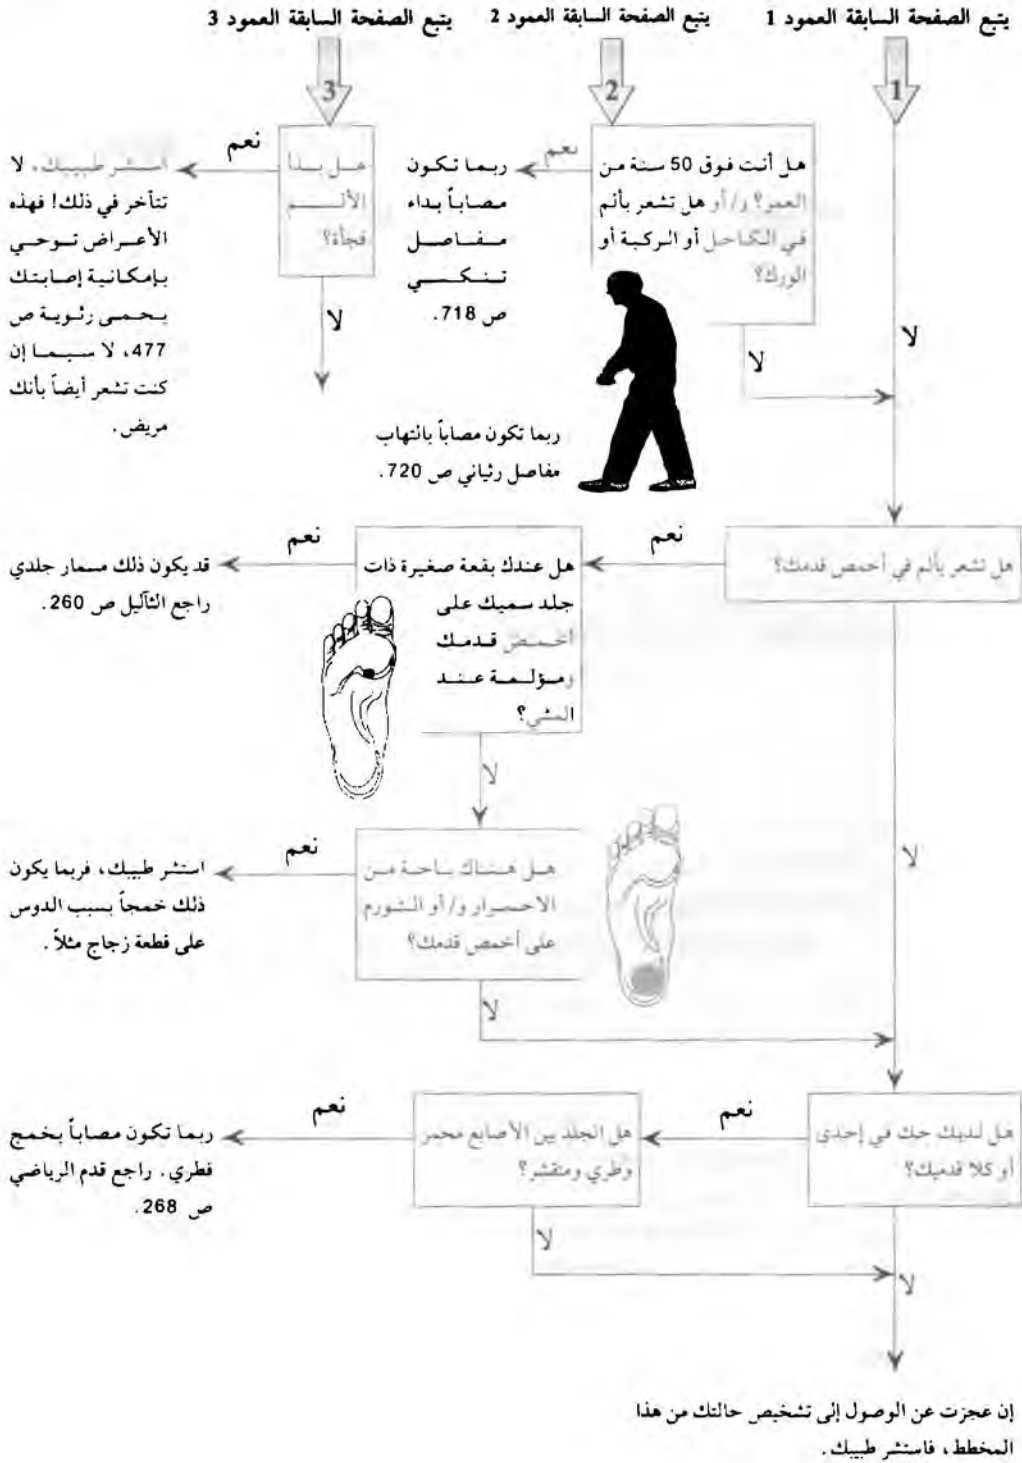 يتبع الصفحة السابقة العمود 1
يتبع الصفحة السابقة العمود 2
يتبع الصفحة السابقة العمود 3
1
2
3
هل أنت فوق 50 سنة من
العمر؟ و/أو هل تشعر بألم
في الكاحل أو الركبة أو
الورك؟
نعم
ربما تكون
مصاباً بداء
مفاصل
تنكسي
ص 718.
لا
لا
هل بدا
الألم
فجأة؟
نعم
استشر طبيبك، لا
تتأخر في ذلك! فهذه
الأعراض توحي
بإمكانية إصابتك
بحمى رثوية ص
477، لا سيما إن
كنت تشعر أيضاً بأنك
مريض.
لا
ربما تكون مصاباً بالتهاب
مفاصل رثياني ص 720.
هل تشعر بألم في أخمص قدمك؟
نعم
هل عندك بقعة صغيرة ذات
جلد سميك على
أخمص قدمك
ومؤلمة عند
المشي؟
نعم
قد يكون ذلك مسمار جلدي
راجع الثآليل ص 260.
لا
لا
هل هناك باحة من
الاحمرار و/أو التورم
على أخمص قدمك؟
نعم
استشر طبيبك، فربما يكون
ذلك خمجاً بسبب الدوس
على قطعة زجاج مثلاً.
لا
هل لديك حك في إحدى
أو كلا قدميك؟
نعم
هل الجلد بين الأصابع محمر
وطري ومتقشر؟
نعم
ربما تكون مصاباً بخمج
فطري. راجع قدم الرياضي
ص 268.
لا
لا
إن عجزت عن الوصول إلى تشخيص حالتك من هذا
المخطط، فاستشر طبيبك.